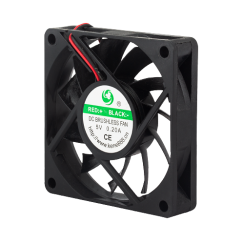 RED:+ BLACK:-
DC BRUSHLESS FAN
5V 0.20A
CE